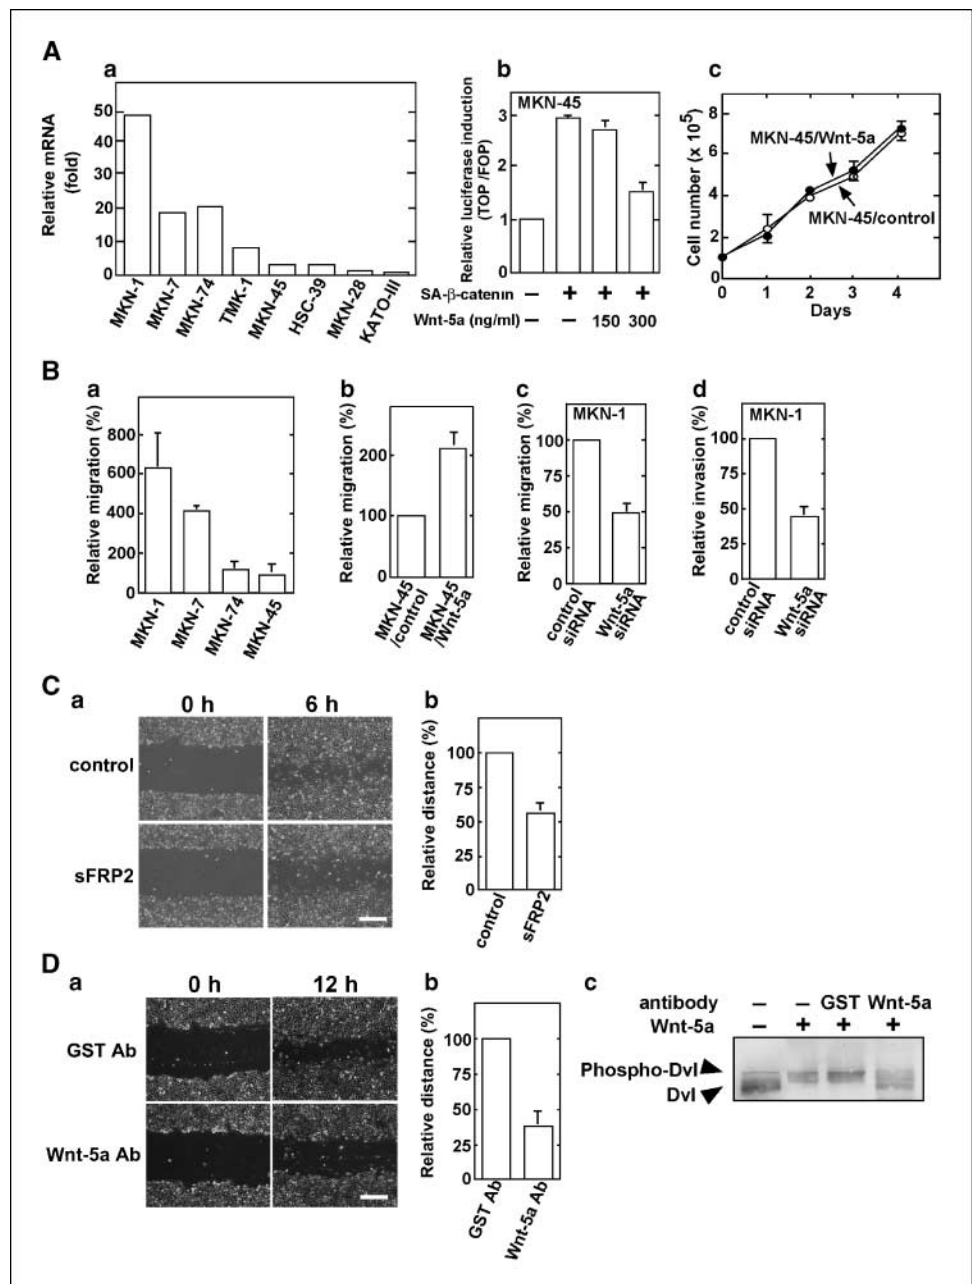 A
a
Relative mRNA
(fold)
50
40
30
20
10
0
MKN-1
MKN-7
MKN-74
TMK-1
MKN-45
HSC-39
MKN-28
KATO-III
b
Relative luciferase induction
(TOP /FOP)
MKN-45
3
2
1
0
SA-β-catenin − + + +
Wnt-5a (ng/ml) − − 150 300
c
Cell number (x 10⁵)
8
6
4
2
0
MKN-45/Wnt-5a
MKN-45/control
0 1 2 3 4
Days
B
a
Relative migration (%)
800
600
400
200
0
MKN-1
MKN-7
MKN-74
MKN-45
b
Relative migration (%)
200
100
0
MKN-45
/control
MKN-45
/Wnt-5a
c
Relative migration (%)
MKN-1
100
75
50
25
0
control
siRNA
Wnt-5a
siRNA
d
Relative invasion (%)
MKN-1
100
75
50
25
0
control
siRNA
Wnt-5a
siRNA
C
a
0 h 6 h
control
sFRP2
b
Relative distance (%)
100
75
50
25
0
control
sFRP2
D
a
0 h 12 h
GST Ab
Wnt-5a Ab
b
Relative distance (%)
100
75
50
25
0
GST Ab
Wnt-5a Ab
c
antibody − − GST Wnt-5a
Wnt-5a − + + +
Phospho-Dvl
Dvl